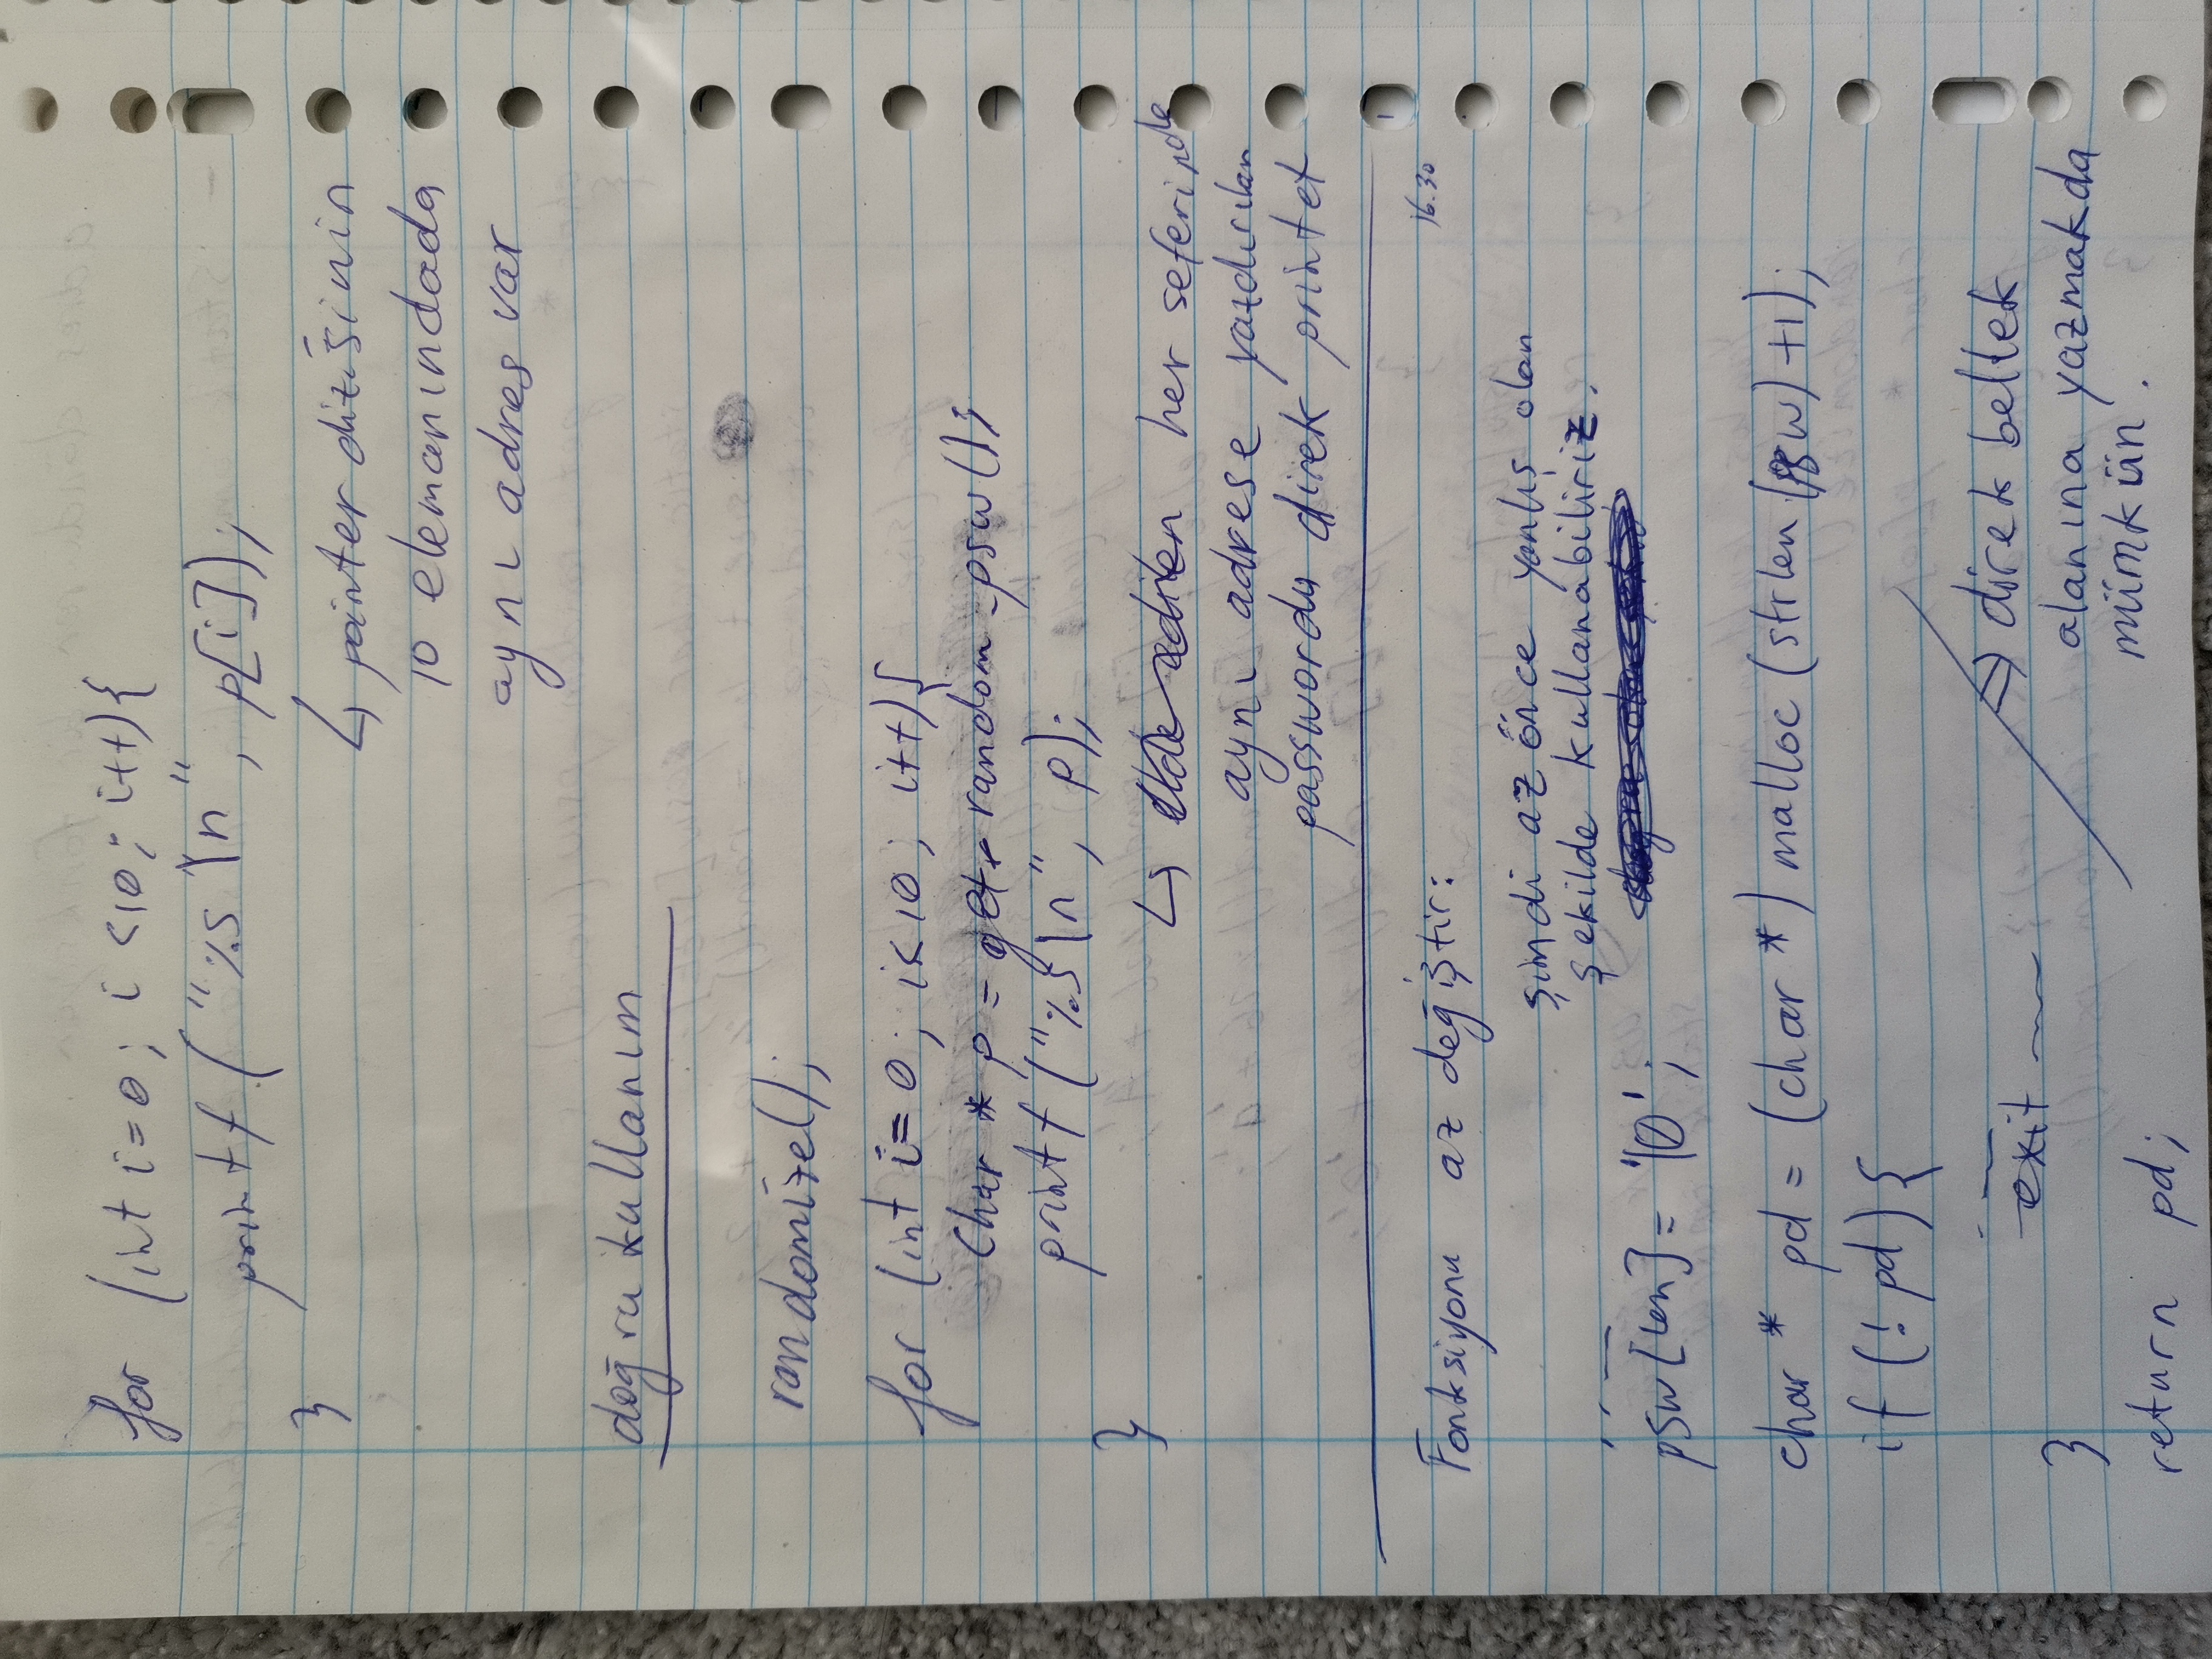 for (int i=0; i<10; i++){
printf("%s\n", p[i]);
}
↳ pointer dizisinin
10 elemanındada
aynı adres var
doğru kullanım
randomize();
for (int i=0; i<10; i++){
Char * p = get_random_psw();
printf("%s\n", p);
}
↳ her seferinde
aynı adrese yazdırılan
passwordu direk printet
16.30
Fonksiyonu az değiştir:
şimdi az önce yanlış olan
şekilde kullanabiliriz.
psw[len] = '\0';
char * pd = (char *) malloc (strlen(psw)+1);
if (! pd) {
exit
⇒ direk bellek
}
alanına yazmakda
mümkün.
return pd;